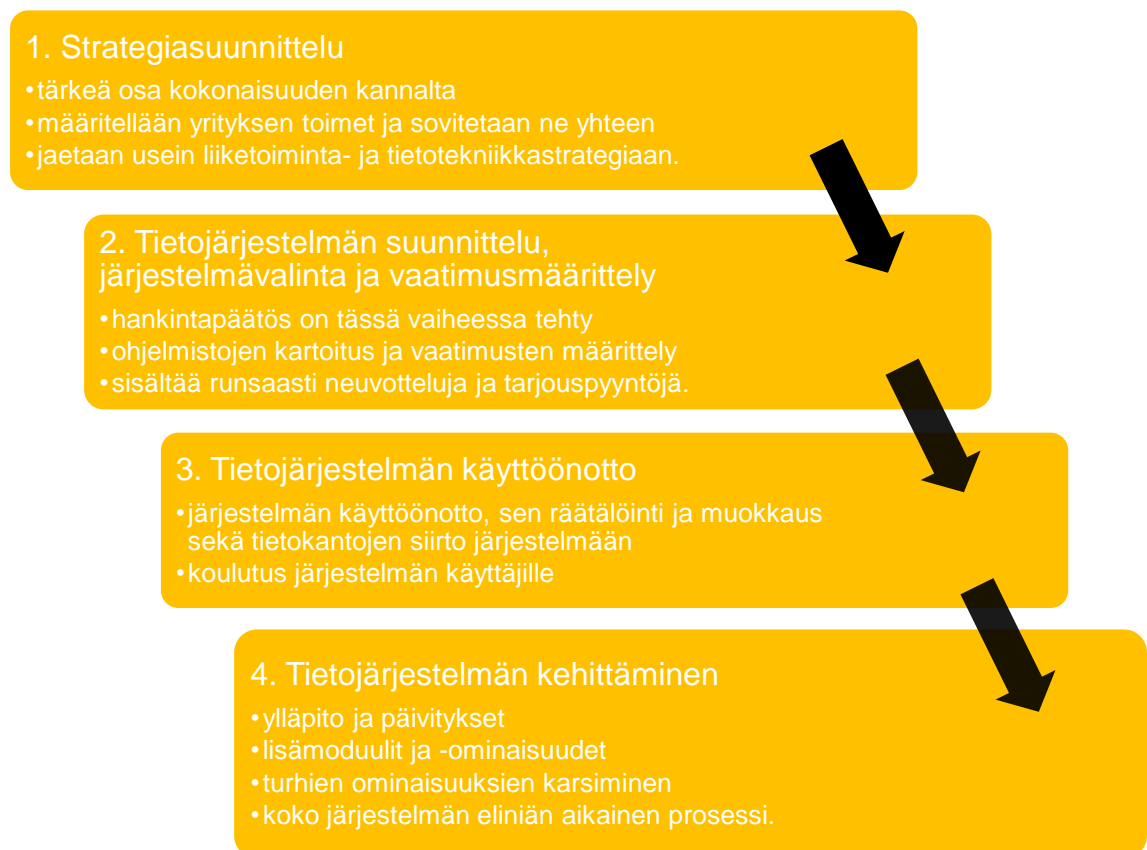 1. Strategiasuunnittelu
•tärkeä osa kokonaisuuden kannalta
•määritellään yrityksen toimet ja sovitetaan ne yhteen
•jaetaan usein liiketoiminta- ja tietotekniikkastrategiaan.
2. Tietojärjestelmän suunnittelu,
järjestelmävalinta ja vaatimusmäärittely
•hankintapäätös on tässä vaiheessa tehty
•ohjelmistojen kartoitus ja vaatimusten määrittely
•sisältää runsaasti neuvotteluja ja tarjouspyyntöjä.
3. Tietojärjestelmän käyttöönotto
•järjestelmän käyttöönotto, sen räätälöinti ja muokkaus
sekä tietokantojen siirto järjestelmään
•koulutus järjestelmän käyttäjille
4. Tietojärjestelmän kehittäminen
•ylläpito ja päivitykset
•lisämoduulit ja -ominaisuudet
•turhien ominaisuuksien karsiminen
•koko järjestelmän eliniän aikainen prosessi.